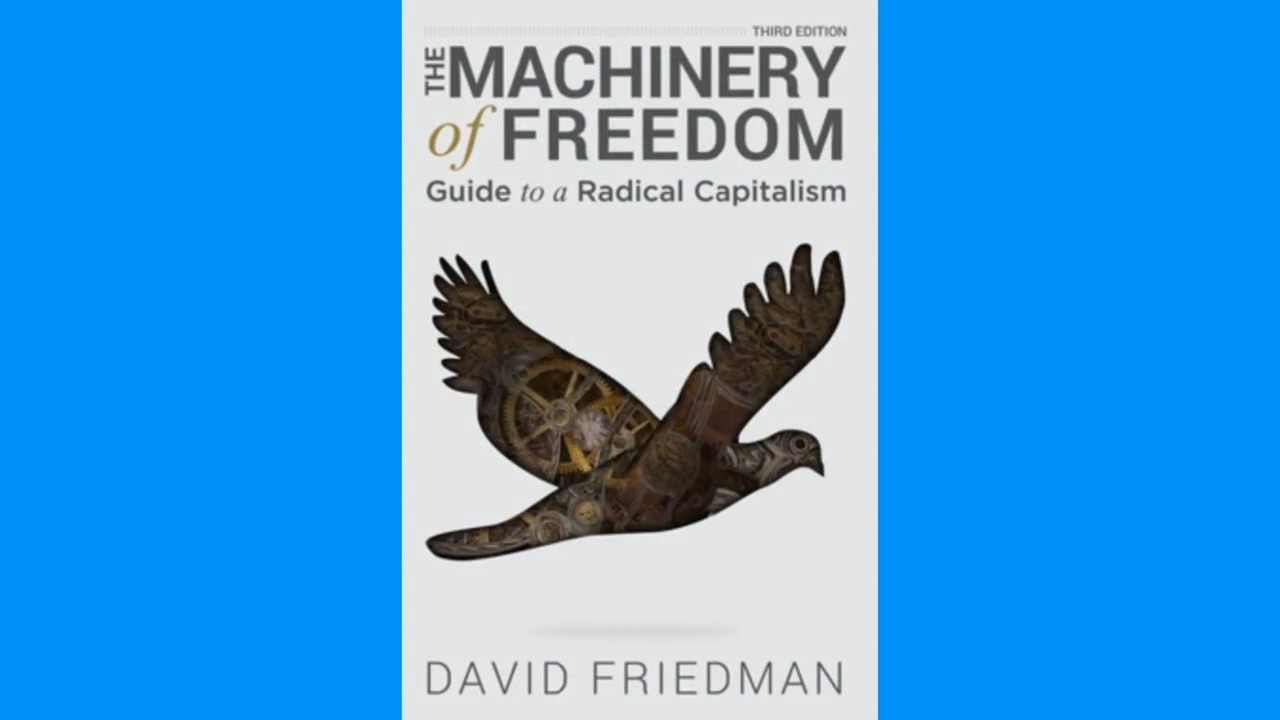 THIRD EDITION
THE MACHINERY
of FREEDOM
Guide to a Radical Capitalism
DAVID FRIEDMAN